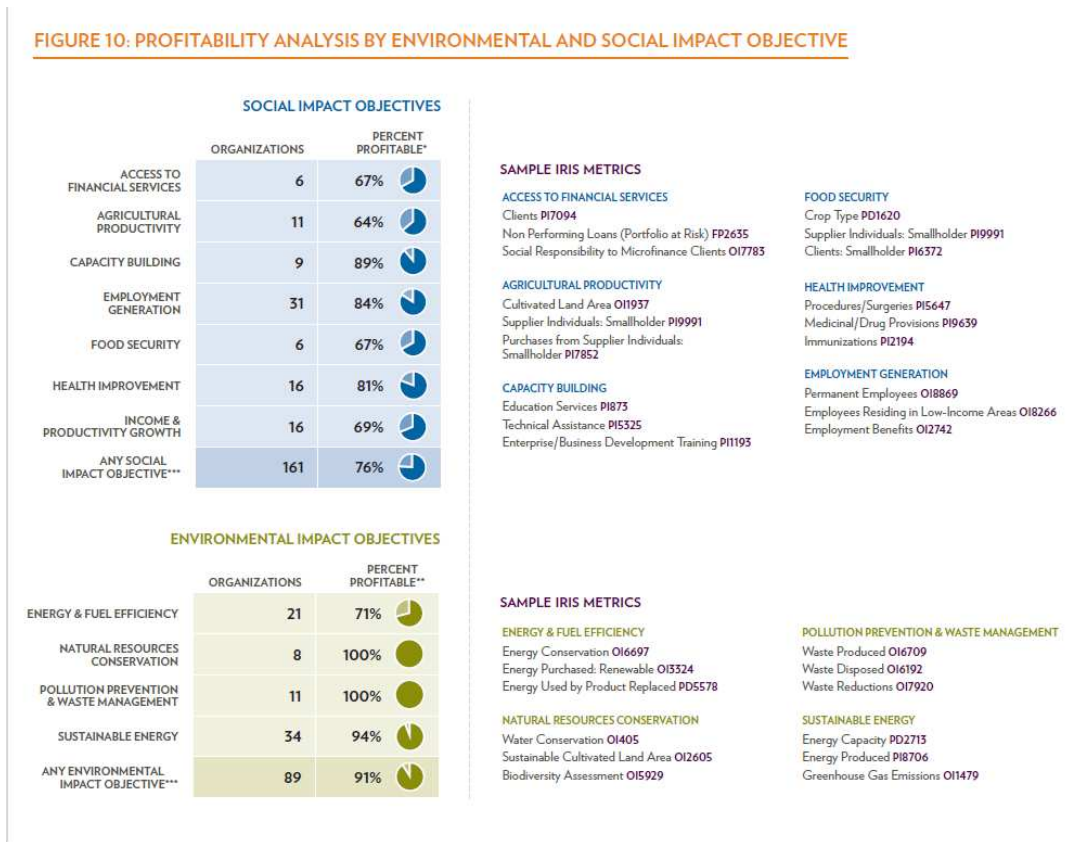 FIGURE 10: PROFITABILITY ANALYSIS BY ENVIRONMENTAL AND SOCIAL IMPACT OBJECTIVE
SOCIAL IMPACT OBJECTIVES
ORGANIZATIONS
PERCENT
PROFITABLE*
ACCESS TO
FINANCIAL SERVICES
6 67%
AGRICULTURAL
PRODUCTIVITY
11 64%
CAPACITY BUILDING 9 89%
EMPLOYMENT
GENERATION
31 84%
FOOD SECURITY 6 67%
HEALTH IMPROVEMENT 16 81%
INCOME &
PRODUCTIVITY GROWTH
16 69%
ANY SOCIAL
IMPACT OBJECTIVE***
161 76%
SAMPLE IRIS METRICS
ACCESS TO FINANCIAL SERVICES
Clients PI7094
Non Performing Loans (Portfolio at Risk) FP2635
Social Responsibility to Microfinance Clients OI7783
AGRICULTURAL PRODUCTIVITY
Cultivated Land Area OI1937
Supplier Individuals: Smallholder PI9991
Purchases from Supplier Individuals:
Smallholder PI7852
CAPACITY BUILDING
Education Services PI873
Technical Assistance PI5325
Enterprise/Business Development Training PI1193
FOOD SECURITY
Crop Type PD1620
Supplier Individuals: Smallholder PI9991
Clients: Smallholder PI6372
HEALTH IMPROVEMENT
Procedures/Surgeries PI5647
Medicinal/Drug Provisions PI9639
Immunizations PI2194
EMPLOYMENT GENERATION
Permanent Employees OI8869
Employees Residing in Low-Income Areas OI8266
Employment Benefits OI2742
ENVIRONMENTAL IMPACT OBJECTIVES
ORGANIZATIONS
PERCENT
PROFITABLE**
ENERGY & FUEL EFFICIENCY 21 71%
NATURAL RESOURCES
CONSERVATION
8 100%
POLLUTION PREVENTION
& WASTE MANAGEMENT
11 100%
SUSTAINABLE ENERGY 34 94%
ANY ENVIRONMENTAL
IMPACT OBJECTIVE***
89 91%
SAMPLE IRIS METRICS
ENERGY & FUEL EFFICIENCY
Energy Conservation OI6697
Energy Purchased: Renewable OI3324
Energy Used by Product Replaced PD5578
NATURAL RESOURCES CONSERVATION
Water Conservation OI405
Sustainable Cultivated Land Area OI2605
Biodiversity Assessment OI5929
POLLUTION PREVENTION & WASTE MANAGEMENT
Waste Produced OI6709
Waste Disposed OI6192
Waste Reductions OI7920
SUSTAINABLE ENERGY
Energy Capacity PD2713
Energy Produced PI8706
Greenhouse Gas Emissions OI1479